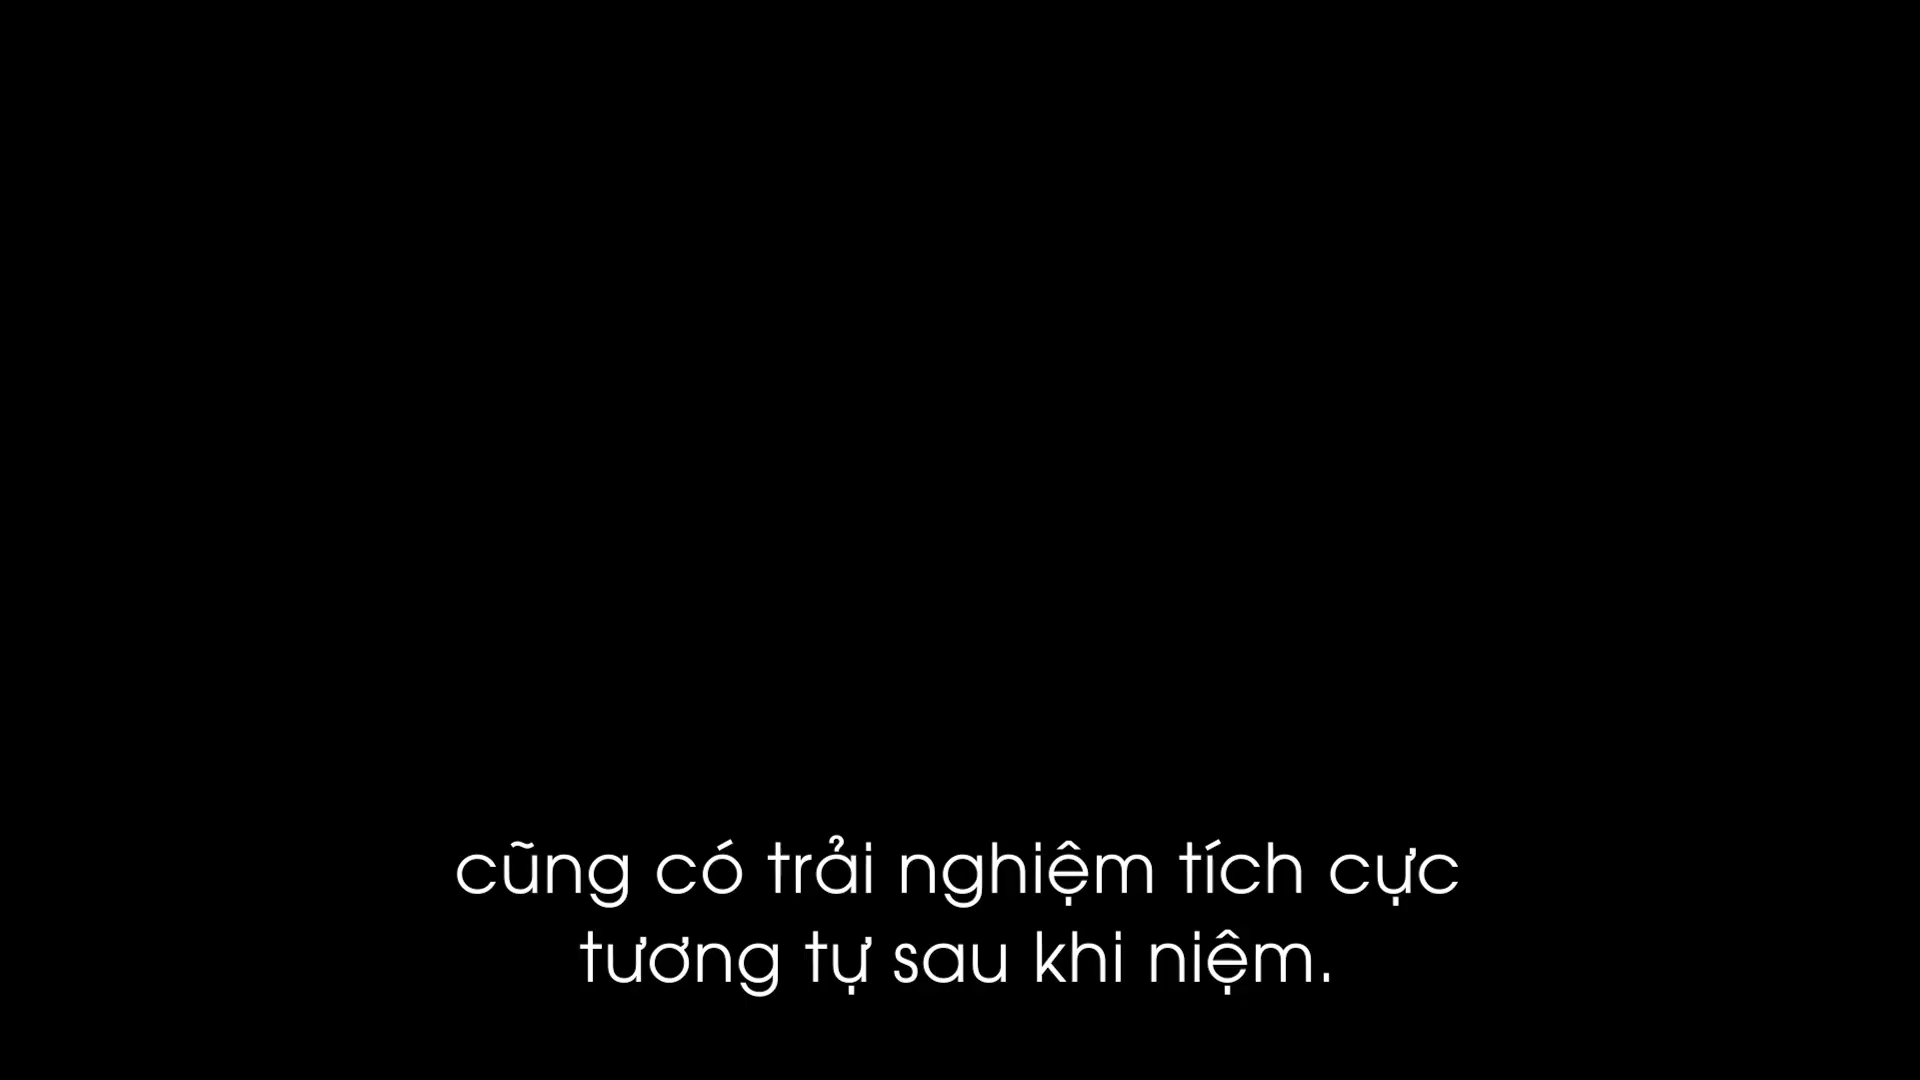 cũng có trải nghiệm tích cực
tương tự sau khi niệm.